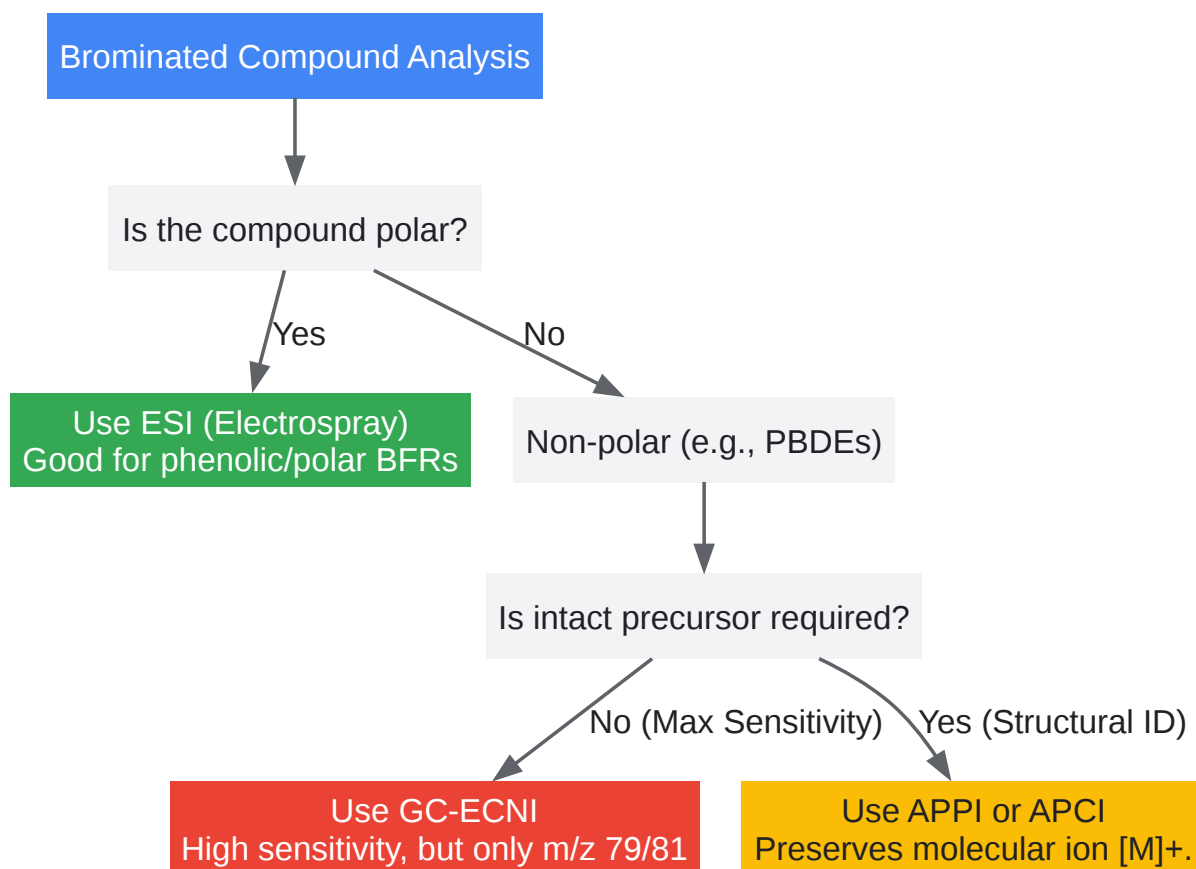 Brominated Compound Analysis
Is the compound polar?
Yes
No
Use ESI (Electrospray)
Good for phenolic/polar BFRs
Non-polar (e.g., PBDEs)
Is intact precursor required?
No (Max Sensitivity)
Yes (Structural ID)
Use GC-ECNI
High sensitivity, but only m/z 79/81
Use APPI or APCI
Preserves molecular ion [M]+.